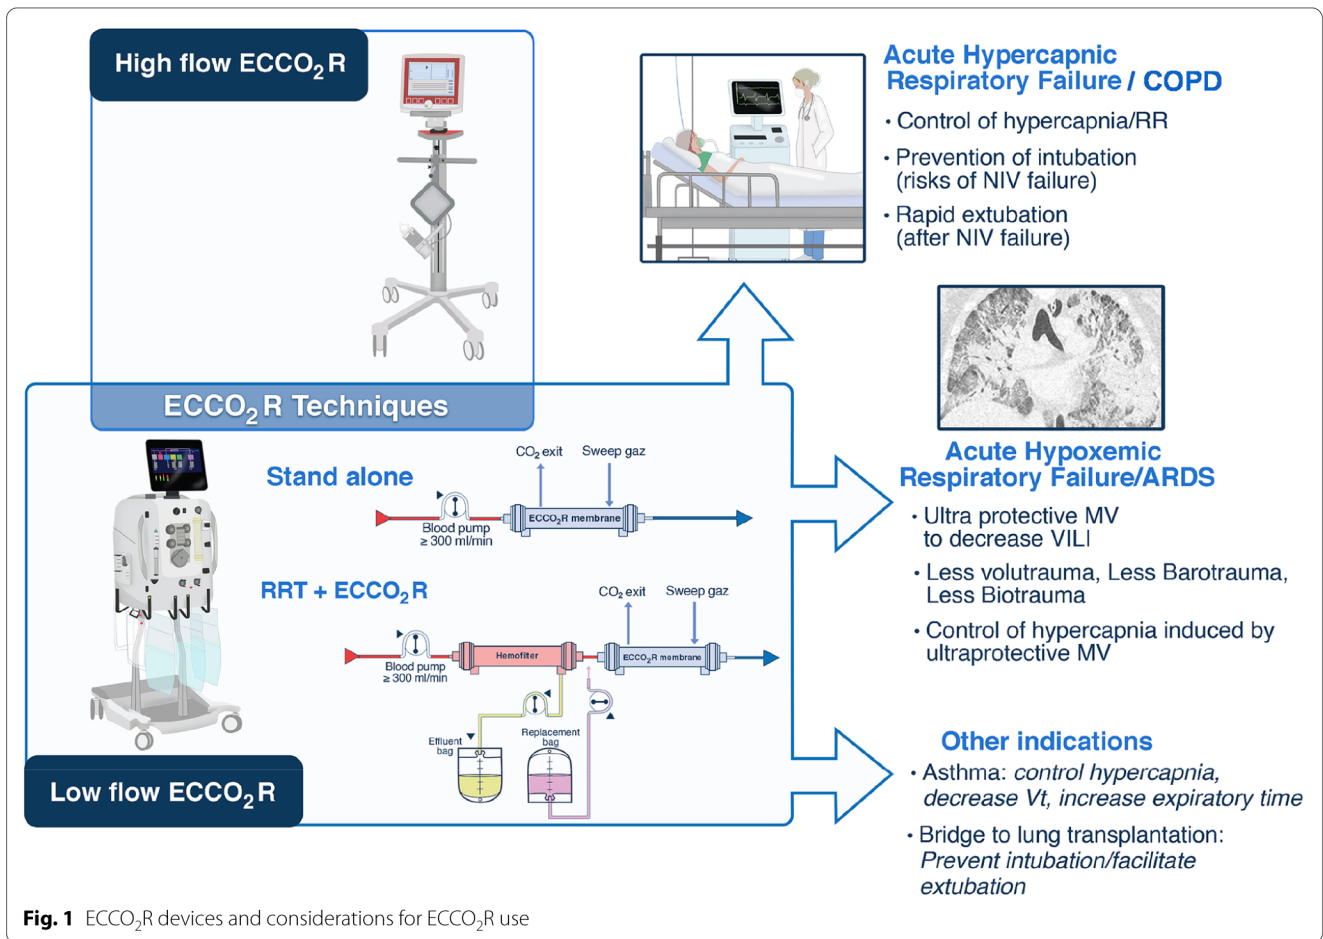 High flow ECCO₂R
ECCO₂R Techniques
Stand alone
CO₂ exit
Sweep gaz
ECCO₂R membrane
Blood pump
≥ 300 ml/min
RRT + ECCO₂R
CO₂ exit
Sweep gaz
Hemofilter
ECCO₂R membrane
Blood pump
≥ 300 ml/min
Effluent
bag
Replacement
bag
Low flow ECCO₂R
Acute Hypercapnic
Respiratory Failure / COPD
• Control of hypercapnia/RR
• Prevention of intubation
(risks of NIV failure)
• Rapid extubation
(after NIV failure)
Acute Hypoxemic
Respiratory Failure/ARDS
• Ultra protective MV
to decrease VILI
• Less volutrauma, Less Barotrauma,
Less Biotrauma
• Control of hypercapnia induced by
ultraprotective MV
Other indications
• Asthma: control hypercapnia,
decrease Vt, increase expiratory time
• Bridge to lung transplantation:
Prevent intubation/facilitate
extubation
Fig. 1 ECCO₂R devices and considerations for ECCO₂R use